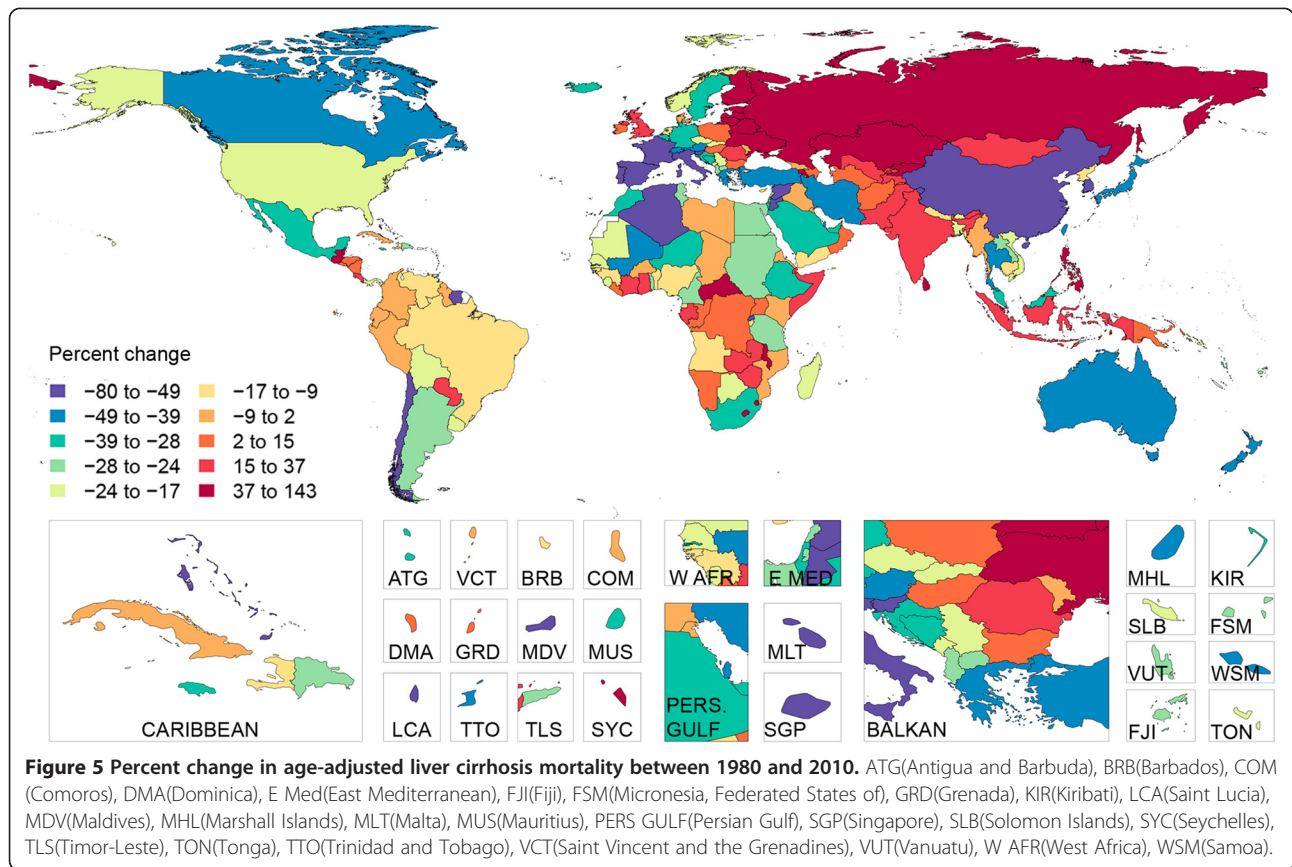 Percent change
−80 to −49
−49 to −39
−39 to −28
−28 to −24
−24 to −17
−17 to −9
−9 to 2
2 to 15
15 to 37
37 to 143
CARIBBEAN
ATG
VCT
BRB
COM
DMA
GRD
MDV
MUS
LCA
TTO
TLS
SYC
W AFR
E MED
PERS.
GULF
MLT
SGP
BALKAN
MHL
KIR
SLB
FSM
VUT
WSM
FJI
TON
Figure 5 Percent change in age-adjusted liver cirrhosis mortality between 1980 and 2010. ATG(Antigua and Barbuda), BRB(Barbados), COM
(Comoros), DMA(Dominica), E Med(East Mediterranean), FJI(Fiji), FSM(Micronesia, Federated States of), GRD(Grenada), KIR(Kiribati), LCA(Saint Lucia),
MDV(Maldives), MHL(Marshall Islands), MLT(Malta), MUS(Mauritius), PERS GULF(Persian Gulf), SGP(Singapore), SLB(Solomon Islands), SYC(Seychelles),
TLS(Timor-Leste), TON(Tonga), TTO(Trinidad and Tobago), VCT(Saint Vincent and the Grenadines), VUT(Vanuatu), W AFR(West Africa), WSM(Samoa).